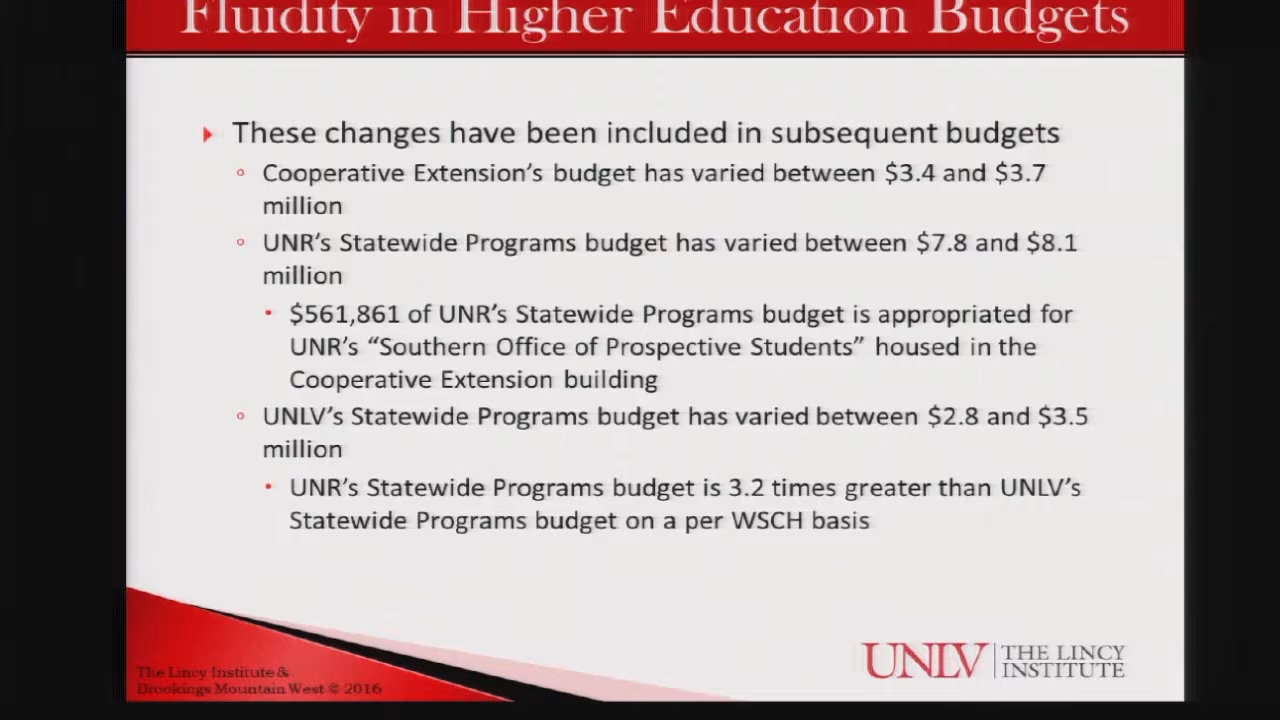 Fluidity in Higher Education Budgets
These changes have been included in subsequent budgets
Cooperative Extension’s budget has varied between $3.4 and $3.7
million
UNR’s Statewide Programs budget has varied between $7.8 and $8.1
million
$561,861 of UNR’s Statewide Programs budget is appropriated for
UNR’s “Southern Office of Prospective Students” housed in the
Cooperative Extension building
UNLV’s Statewide Programs budget has varied between $2.8 and $3.5
million
UNR’s Statewide Programs budget is 3.2 times greater than UNLV’s
Statewide Programs budget on a per WSCH basis
The Lincy Institute &
Brookings Mountain West © 2016
UNLV THE LINCY
INSTITUTE